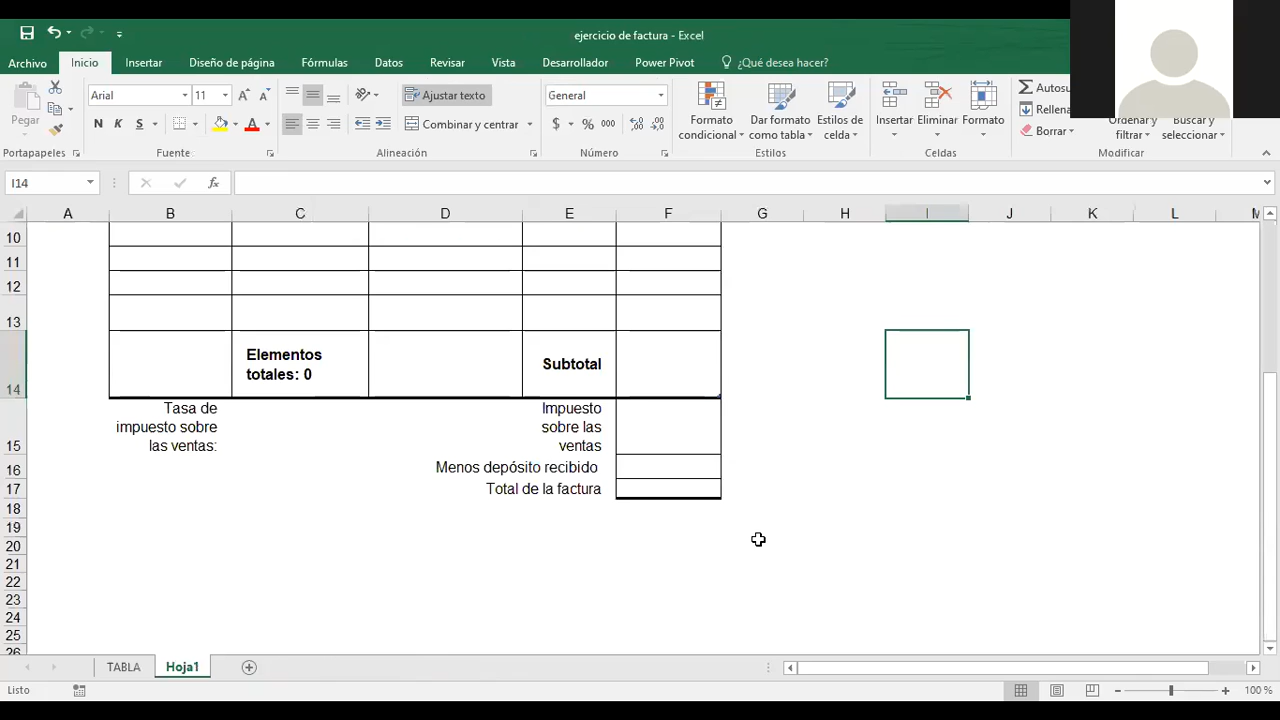 ejercicio de factura - Excel
Archivo Inicio Insertar Diseño de página Fórmulas Datos Revisar Vista Desarrollador Power Pivot ¿Qué desea hacer?
Pegar
Portapapeles
Arial 11
N K S
Fuente
Ajustar texto
Combinar y centrar
Alineación
General
$ % 000
Número
Formato condicional
Dar formato como tabla
Estilos de celda
Estilos
Insertar Eliminar Formato
Celdas
Autosu
Rellena
Borrar
Ordenar y filtrar
Buscar y seleccionar
Modificar
I14 fx
A B C D E F G H I J K L M
10
11
12
13
14 Elementos totales: 0 Subtotal
Tasa de Impuesto
impuesto sobre sobre las
15 las ventas: ventas
16 Menos depósito recibido
17 Total de la factura
18
19
20
21
22
23
24
25
26
TABLA Hoja1
Listo 100 %